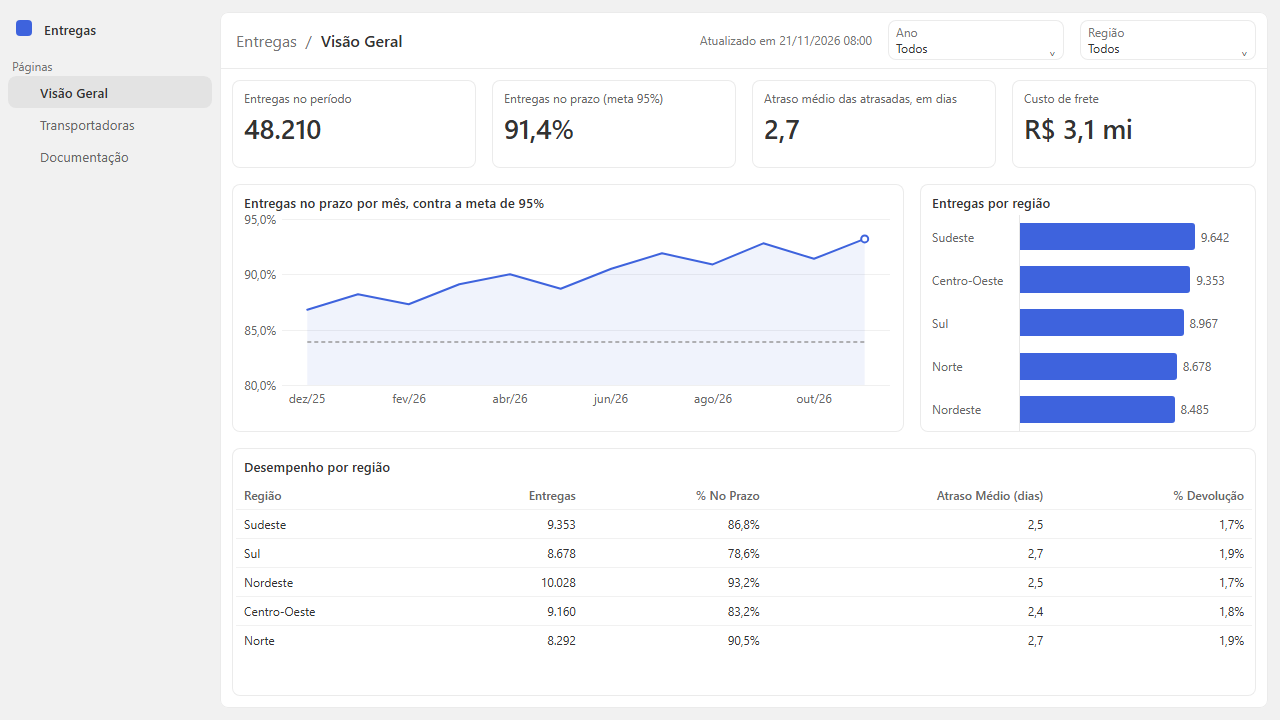 Entregas
Páginas
Visão Geral
Transportadoras
Documentação
Entregas / Visão Geral
Atualizado em 21/11/2026 08:00
Ano
Todos
Região
Todos
Entregas no período
48.210
Entregas no prazo (meta 95%)
91,4%
Atraso médio das atrasadas, em dias
2,7
Custo de frete
R$ 3,1 mi
Entregas no prazo por mês, contra a meta de 95%
95,0%
90,0%
85,0%
80,0%
dez/25 fev/26 abr/26 jun/26 ago/26 out/26
Entregas por região
Sudeste 9.642
Centro-Oeste 9.353
Sul 8.967
Norte 8.678
Nordeste 8.485
Desempenho por região
Região Entregas % No Prazo Atraso Médio (dias) % Devolução
Sudeste 9.353 86,8% 2,5 1,7%
Sul 8.678 78,6% 2,7 1,9%
Nordeste 10.028 93,2% 2,5 1,7%
Centro-Oeste 9.160 83,2% 2,4 1,8%
Norte 8.292 90,5% 2,7 1,9%